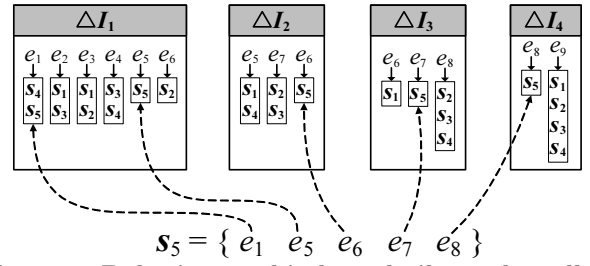 △I1 △I2 △I3 △I4
e1 e2 e3 e4 e5 e6 e5 e7 e6 e6 e7 e8 e8 e9
s4 s1 s1 s3 s5 s2 s1 s2 s5 s1 s5 s2 s5 s1
s5 s3 s2 s4 s4 s3 s3 s2
s4 s3
s4
s5 = { e1 e5 e6 e7 e8 }